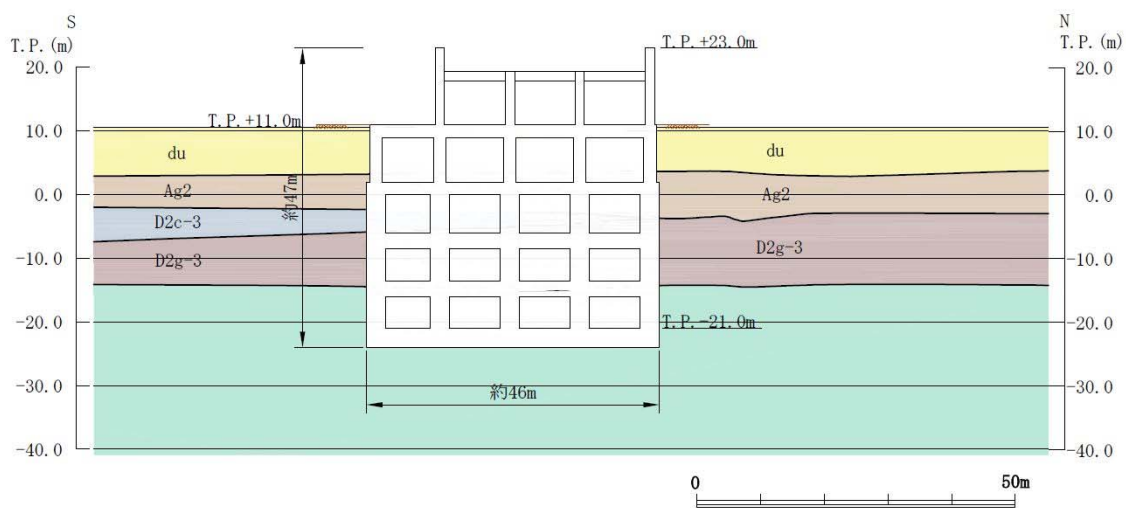 S
T.P.(m)
20.0
10.0
0.0
-10.0
-20.0
-30.0
-40.0
N
T.P.(m)
20.0
10.0
0.0
-10.0
-20.0
-30.0
-40.0
T.P.+23.0m
T.P.+11.0m
du
du
Ag2
Ag2
約47m
D2c-3
D2g-3
D2g-3
T.P.-21.0m
約46m
0
50m